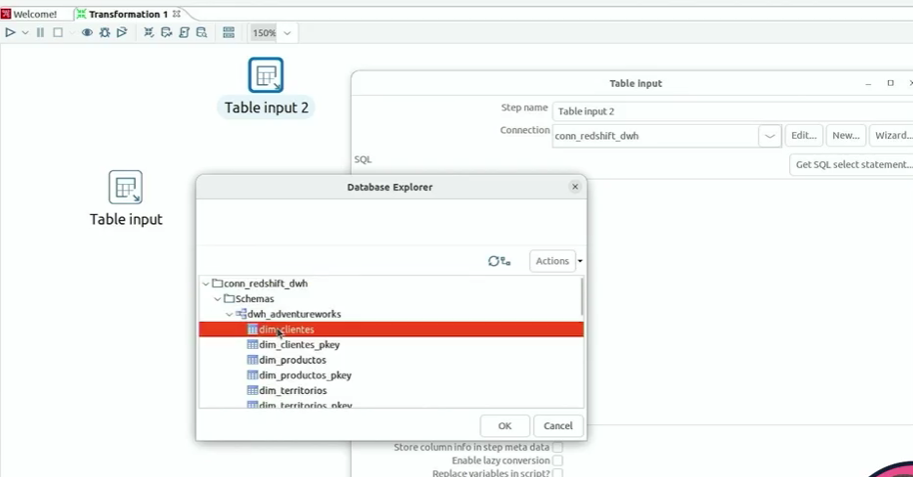 Welcome!
Transformation 1
150%
Table input 2
Table input
Table input
Step name
Table input 2
Connection
conn_redshift_dwh
Edit...
New...
Wizard...
SQL
Get SQL select statement...
Database Explorer
Actions
conn_redshift_dwh
Schemas
dwh_adventureworks
dim_clientes
dim_clientes_pkey
dim_productos
dim_productos_pkey
dim_territorios
dim_territorios_pkey
OK
Cancel
Store column info in step meta data
Enable lazy conversion
Replace variables in script?